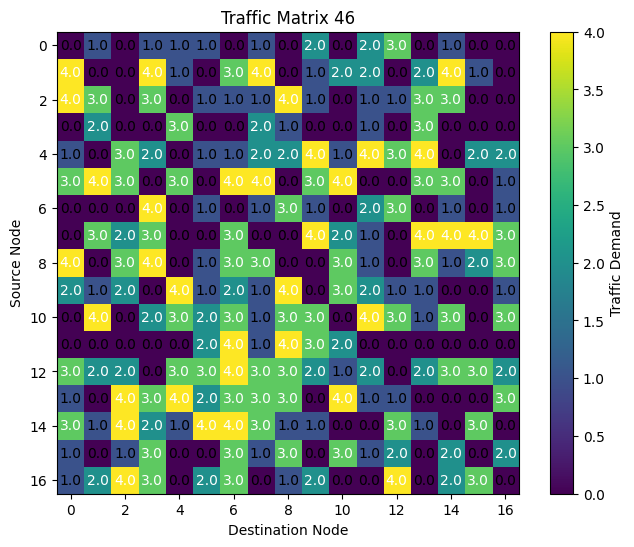 Traffic Matrix 46
0 0.0 1.0 0.0 1.0 1.0 1.0 0.0 1.0 0.0 2.0 0.0 2.0 3.0 0.0 1.0 0.0 0.0
4.0 0.0 0.0 4.0 1.0 0.0 3.0 4.0 0.0 1.0 2.0 2.0 0.0 2.0 4.0 1.0 0.0
2 4.0 3.0 0.0 3.0 0.0 1.0 1.0 1.0 4.0 1.0 0.0 1.0 1.0 3.0 3.0 0.0 0.0
0.0 2.0 0.0 0.0 3.0 0.0 0.0 2.0 1.0 0.0 0.0 1.0 0.0 3.0 0.0 0.0 0.0
4 1.0 0.0 3.0 2.0 0.0 1.0 1.0 2.0 2.0 4.0 1.0 4.0 3.0 4.0 0.0 2.0 2.0
3.0 4.0 3.0 0.0 3.0 0.0 4.0 4.0 0.0 3.0 4.0 0.0 0.0 3.0 3.0 0.0 1.0
6 0.0 0.0 0.0 4.0 0.0 1.0 0.0 1.0 3.0 1.0 0.0 2.0 3.0 0.0 1.0 0.0 1.0
0.0 3.0 2.0 3.0 0.0 0.0 3.0 0.0 0.0 4.0 2.0 1.0 0.0 4.0 4.0 4.0 3.0
8 4.0 0.0 3.0 4.0 0.0 1.0 3.0 3.0 0.0 0.0 3.0 1.0 0.0 3.0 1.0 2.0 3.0
2.0 1.0 2.0 0.0 4.0 1.0 2.0 1.0 4.0 0.0 3.0 2.0 1.0 1.0 0.0 0.0 1.0
10 0.0 4.0 0.0 2.0 3.0 2.0 3.0 1.0 3.0 3.0 0.0 4.0 3.0 1.0 3.0 0.0 3.0
0.0 0.0 0.0 0.0 0.0 2.0 4.0 1.0 4.0 3.0 2.0 0.0 0.0 0.0 0.0 0.0 0.0
12 3.0 2.0 2.0 0.0 3.0 3.0 4.0 3.0 3.0 2.0 1.0 2.0 0.0 2.0 3.0 3.0 2.0
1.0 0.0 4.0 3.0 4.0 2.0 3.0 3.0 3.0 0.0 4.0 1.0 1.0 0.0 0.0 0.0 3.0
14 3.0 1.0 4.0 2.0 1.0 4.0 4.0 3.0 1.0 1.0 0.0 0.0 3.0 1.0 0.0 3.0 0.0
1.0 0.0 1.0 3.0 0.0 0.0 3.0 1.0 3.0 0.0 3.0 1.0 2.0 0.0 2.0 0.0 2.0
16 1.0 2.0 4.0 3.0 0.0 2.0 3.0 0.0 1.0 2.0 0.0 0.0 4.0 0.0 2.0 3.0 0.0
0 2 4 6 8 10 12 14 16
Destination Node
Source Node
4.0
3.5
3.0
2.5
2.0
1.5
1.0
0.5
0.0
Traffic Demand